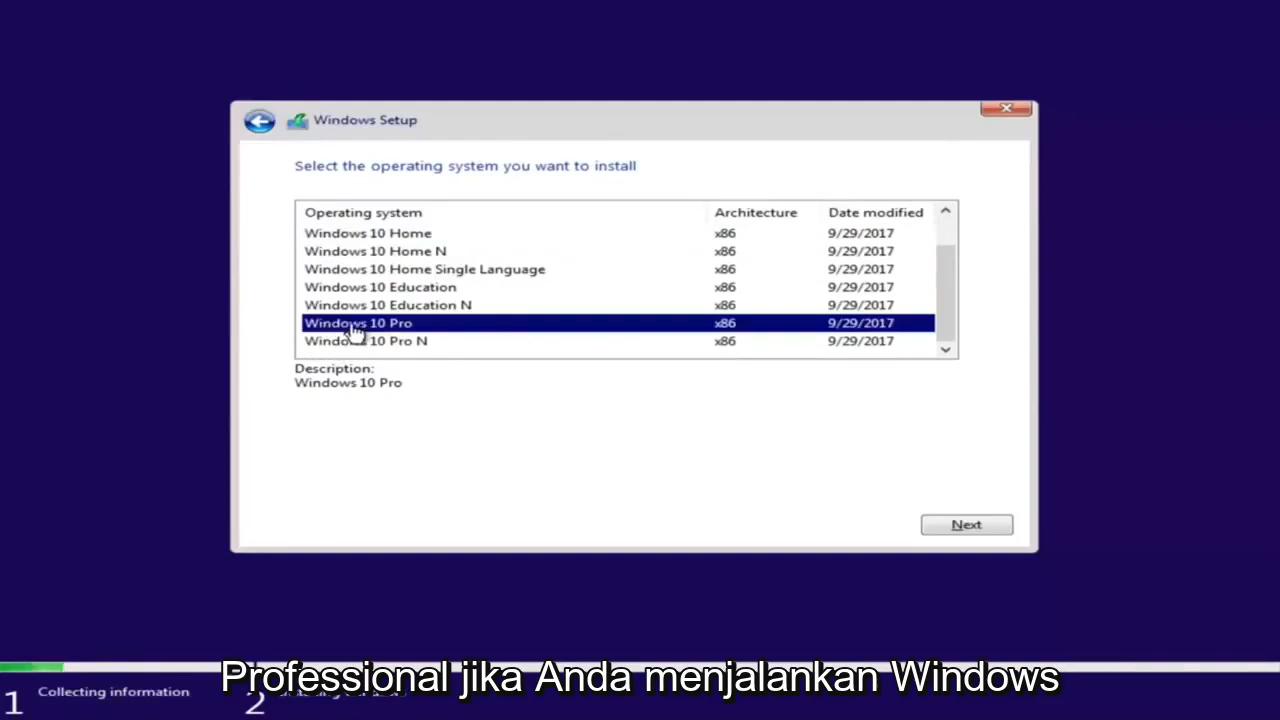 Windows Setup
Select the operating system you want to install
Operating system Architecture Date modified
Windows 10 Home x86 9/29/2017
Windows 10 Home N x86 9/29/2017
Windows 10 Home Single Language x86 9/29/2017
Windows 10 Education x86 9/29/2017
Windows 10 Education N x86 9/29/2017
Windows 10 Pro x86 9/29/2017
Windows 10 Pro N x86 9/29/2017
Description:
Windows 10 Pro
Next
Professional jika Anda menjalankan Windows
1 Collecting information 2